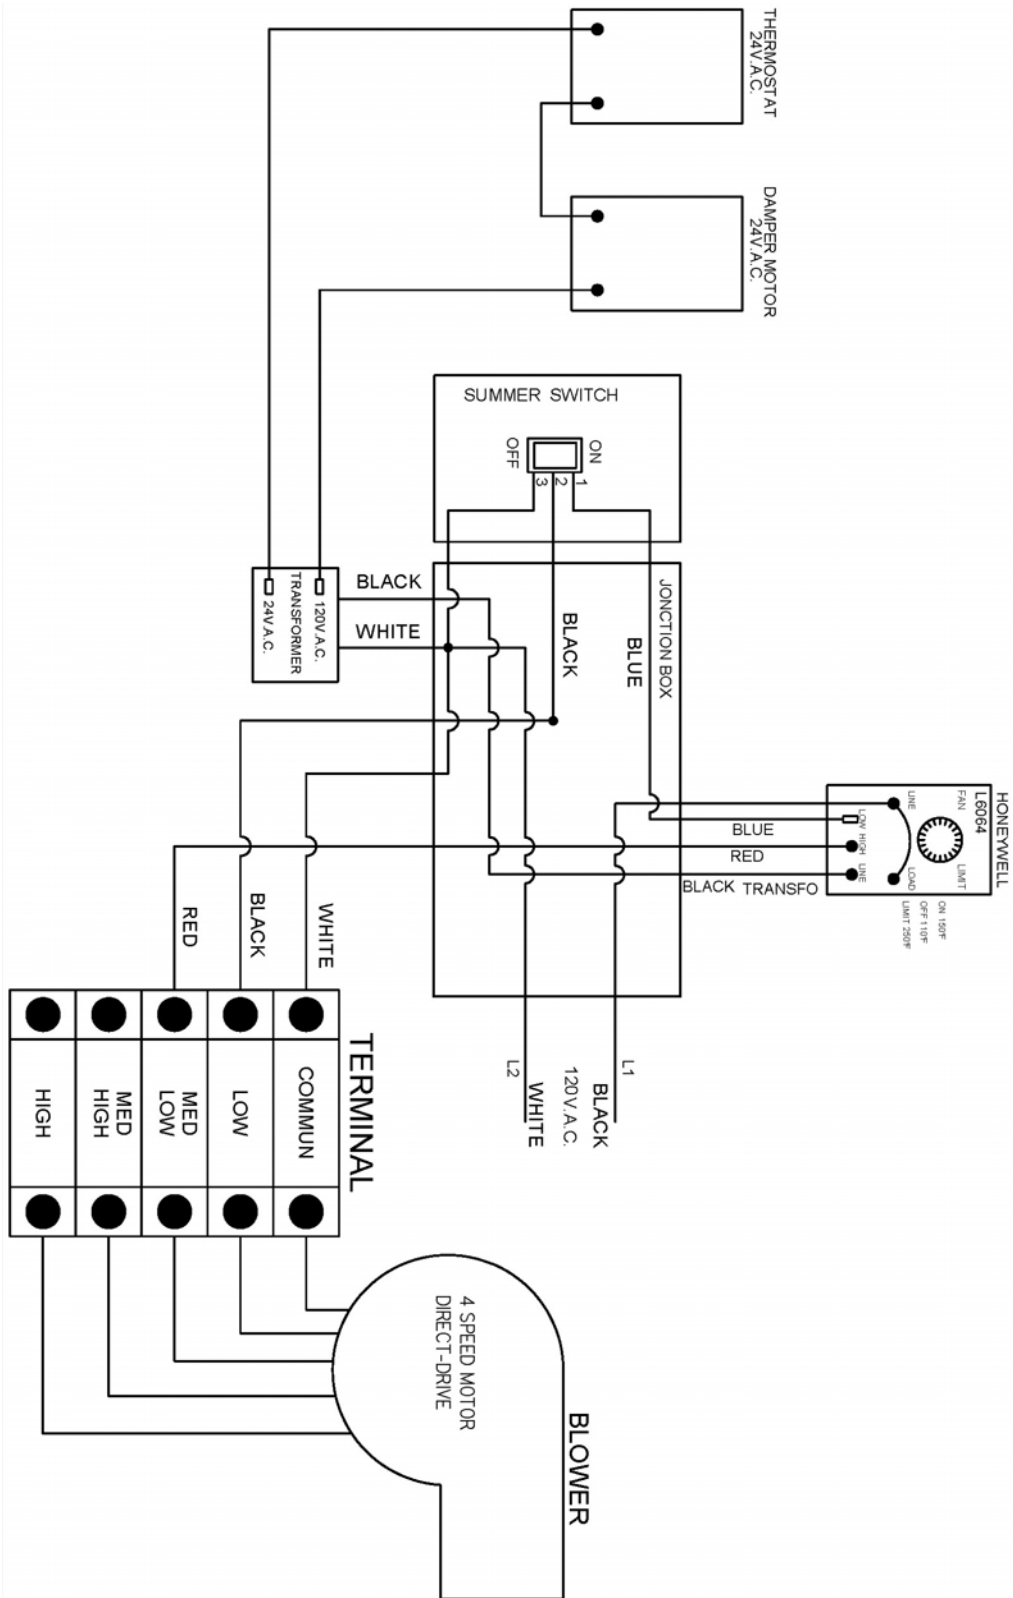 THERMOSTAT
24V.A.C.
DAMPER MOTOR
24V.A.C.
SUMMER SWITCH
OFF
ON
3
2
1
BLACK
WHITE
TRANSFORMER
120V.A.C.
24V.A.C.
BLACK
BLUE
JONCTION BOX
HONEYWELL
L6064
FAN
LIMIT
LINE
LOAD
LOW
HIGH
LINE
ON 150°F
OFF 110°F
LIMIT 250°F
BLUE
RED
BLACK TRANSFO
RED
BLACK
WHITE
L1
BLACK
120V.A.C.
L2
WHITE
TERMINAL
HIGH
MED
HIGH
MED
LOW
LOW
COMMUN
4 SPEED MOTOR
DIRECT-DRIVE
BLOWER